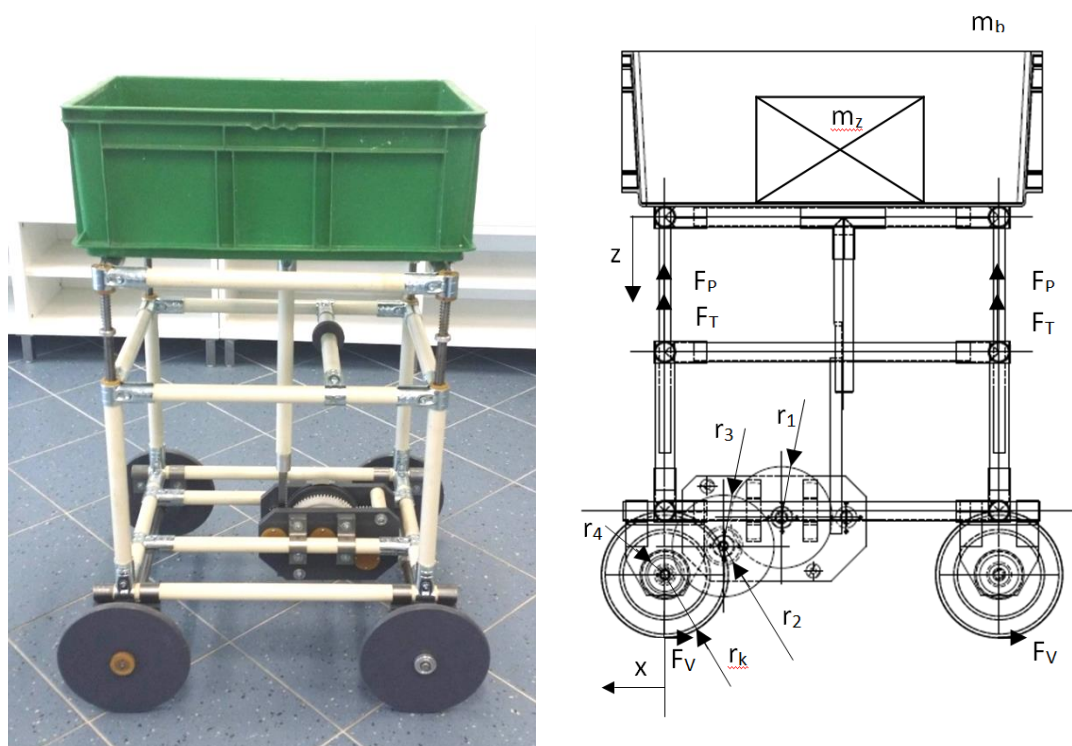 m_b
m_z
z
F_P
F_P
F_T
F_T
r_1
r_3
r_4
r_2
r_k
F_V
F_V
x